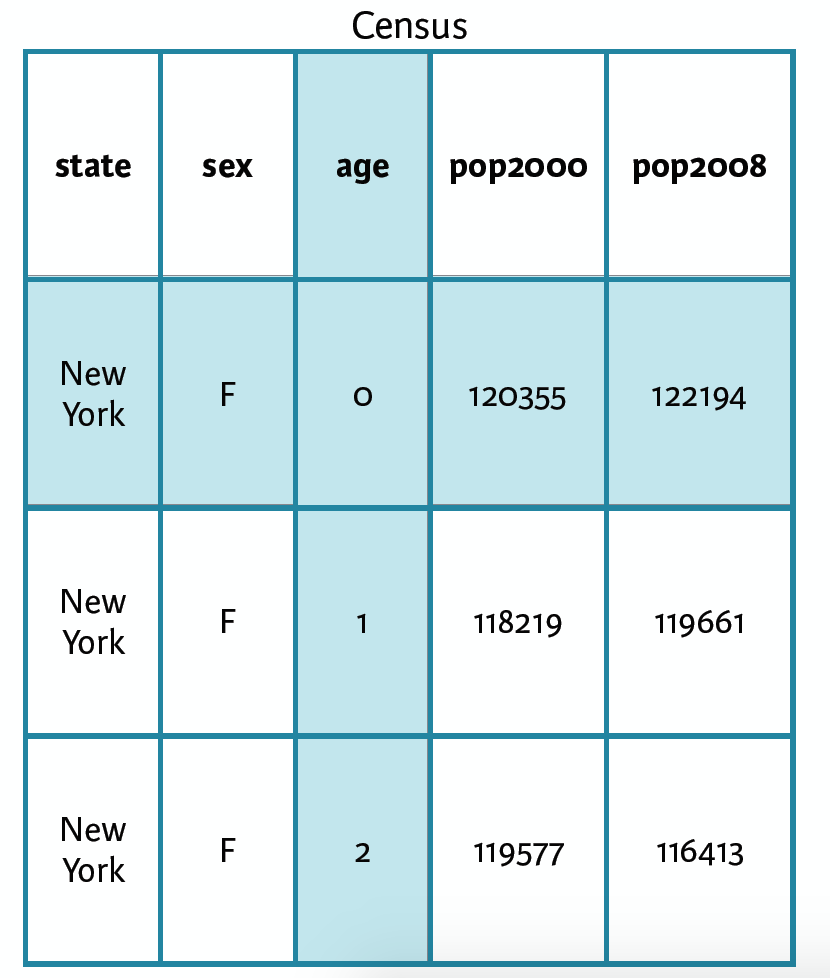 Census
state sex age pop2000 pop2008
New York F 0 120355 122194
New York F 1 118219 119661
New York F 2 119577 116413